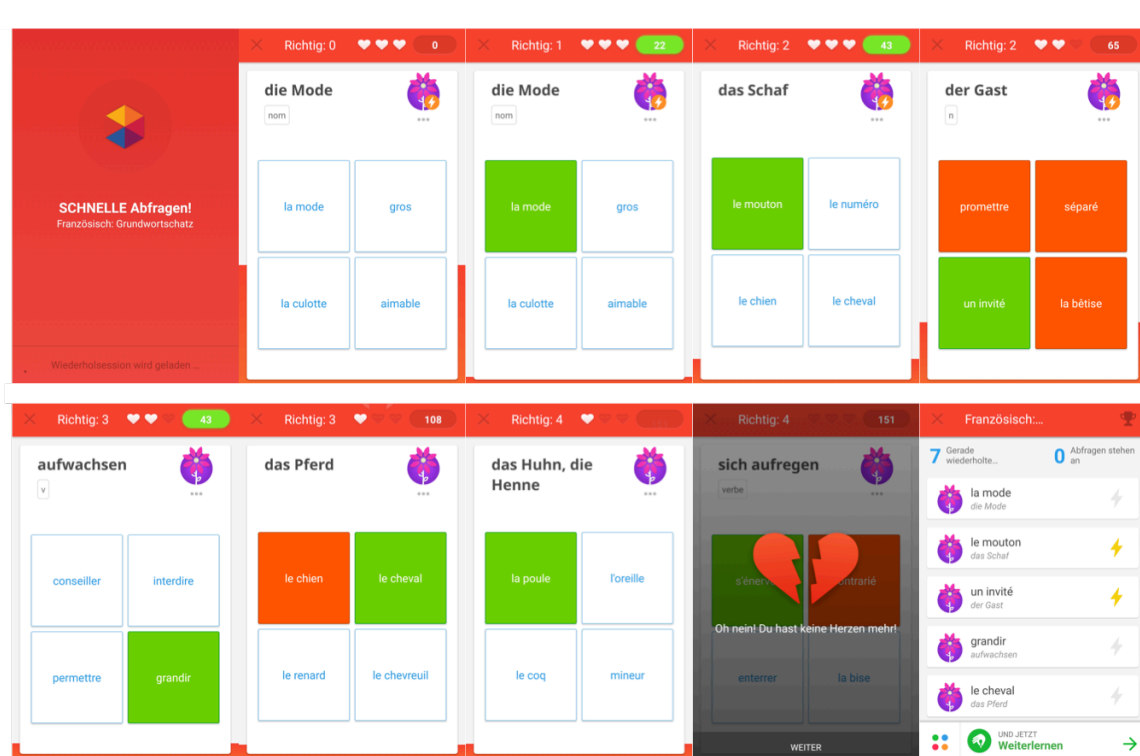 SCHNELLE Abfragen!
Französisch: Grundwortschatz
Wiederholsession wird geladen...
Richtig: 0
0
die Mode
nom
la mode
gros
la culotte
aimable
Richtig: 1
22
die Mode
nom
la mode
gros
la culotte
aimable
Richtig: 2
43
das Schaf
le mouton
le numéro
le chien
le cheval
Richtig: 2
65
der Gast
n
promettre
séparé
un invité
la bêtise
Richtig: 3
43
aufwachsen
v
conseiller
interdire
permettre
grandir
Richtig: 3
108
das Pferd
le chien
le cheval
le renard
le chevreuil
Richtig: 4
das Huhn, die
Henne
la poule
l'oreille
le coq
mineur
Richtig: 4
151
sich aufregen
verbe
Oh nein! Du hast keine Herzen mehr!
enterrer
la bise
WEITER
Französisch:...
7 Gerade
wiederholte...
0 Abfragen stehen
an
la mode
die Mode
le mouton
das Schaf
un invité
der Gast
grandir
aufwachsen
le cheval
das Pferd
UND JETZT
Weiterlernen